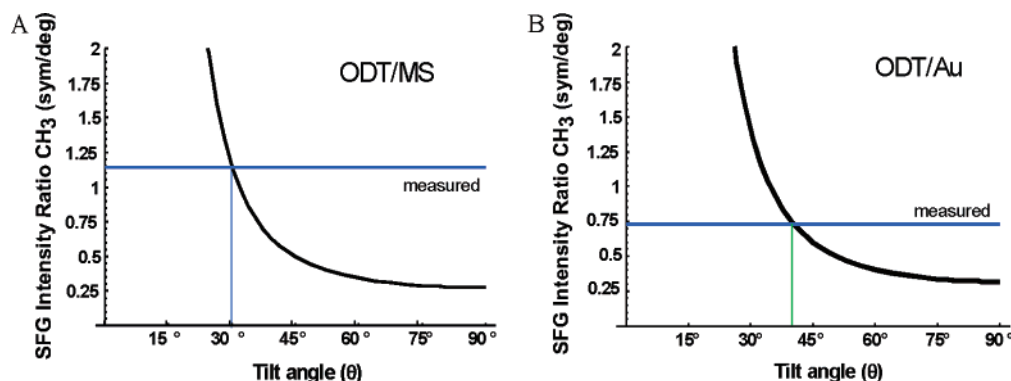 A
SFG Intensity Ratio CH3 (sym/deg)
2
1.75
1.5
1.25
1
0.75
0.5
0.25
ODT/MS
measured
15° 30° 45° 60° 75° 90°
Tilt angle (θ)
B
SFG Intensity Ratio CH3 (sym/deg)
2
1.75
1.5
1.25
1
0.75
0.5
0.25
ODT/Au
measured
15° 30° 45° 60° 75° 90°
Tilt angle (θ)